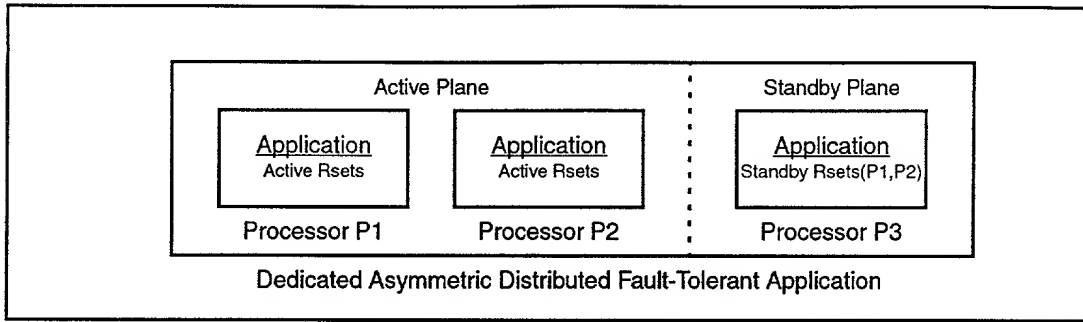 Active Plane
Standby Plane
Application
Active Rsets
Application
Active Rsets
Application
Standby Rsets(P1,P2)
Processor P1
Processor P2
Processor P3
Dedicated Asymmetric Distributed Fault-Tolerant Application